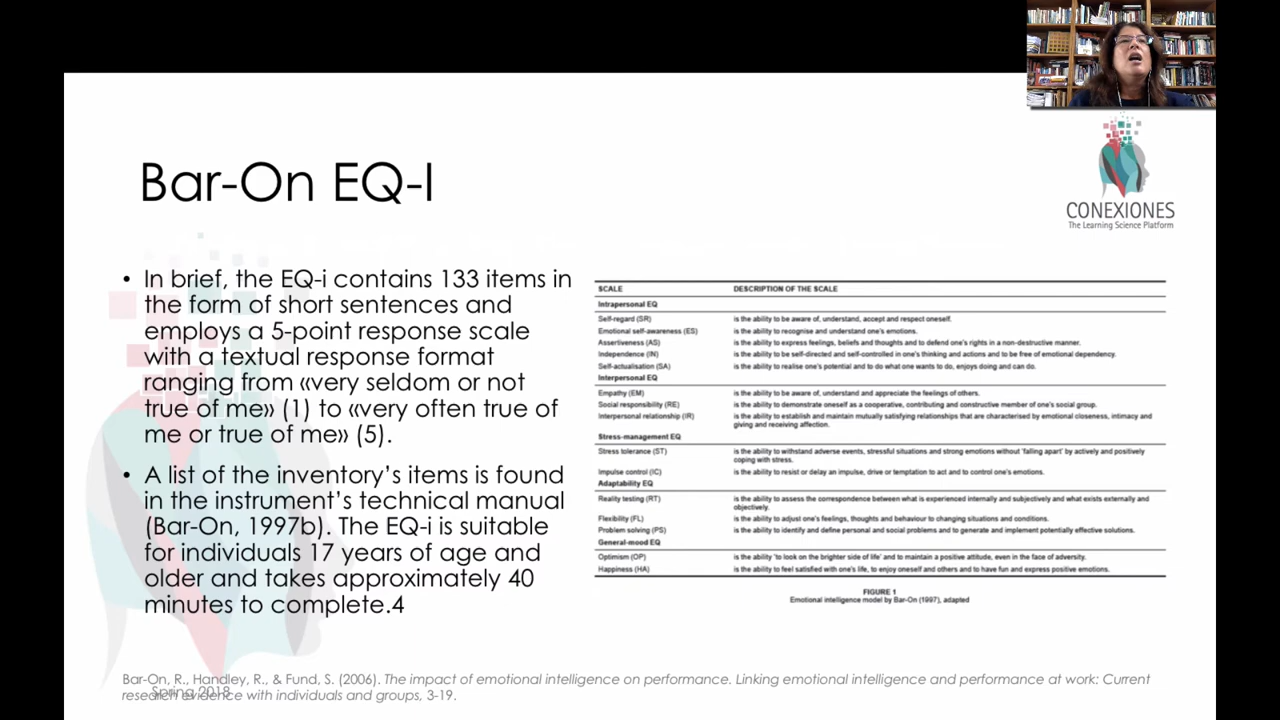 Bar-On EQ-I
CONEXIONES
The Learning Science Platform
• In brief, the EQ-i contains 133 items in
the form of short sentences and
employs a 5-point response scale
with a textual response format
ranging from «very seldom or not
true of me» (1) to «very often true of
me or true of me» (5).
• A list of the inventory’s items is found
in the instrument’s technical manual
(Bar-On, 1997b). The EQ-i is suitable
for individuals 17 years of age and
older and takes approximately 40
minutes to complete.4
SCALE DESCRIPTION OF THE SCALE
Intrapersonal EQ
Self-regard (SR) is the ability to be aware of, understand, accept and respect oneself.
Emotional self-awareness (ES) is the ability to recognise and understand one's emotions.
Assertiveness (AS) is the ability to express feelings, beliefs and thoughts and to defend one's rights in a non-destructive manner.
Independence (IN) is the ability to be self-directed and self-controlled in one's thinking and actions and to be free of emotional dependency.
Self-actualisation (SA) is the ability to realise one's potential and to do what one wants to do, enjoys doing and can do.
Interpersonal EQ
Empathy (EM) is the ability to be aware of, understand and appreciate the feelings of others.
Social responsibility (RE) is the ability to demonstrate oneself as a cooperative, contributing and constructive member of one's social group.
Interpersonal relationship (IR) is the ability to establish and maintain mutually satisfying relationships that are characterised by emotional closeness, intimacy and
giving and receiving affection.
Stress-management EQ
Stress tolerance (ST) is the ability to withstand adverse events, stressful situations and strong emotions without 'falling apart' by actively and positively
coping with stress.
Impulse control (IC) is the ability to resist or delay an impulse, drive or temptation to act and to control one's emotions.
Adaptability EQ
Reality testing (RT) is the ability to assess the correspondence between what is experienced internally and subjectively and what exists externally and
objectively.
Flexibility (FL) is the ability to adjust one's feelings, thoughts and behaviour to changing situations and conditions.
Problem solving (PS) is the ability to identify and define personal and social problems and to generate and implement potentially effective solutions.
General-mood EQ
Optimism (OP) is the ability 'to look on the brighter side of life' and to maintain a positive attitude, even in the face of adversity.
Happiness (HA) is the ability to feel satisfied with one's life, to enjoy oneself and others and to have fun and express positive emotions.
FIGURE 1
Emotional intelligence model by Bar-On (1997), adapted
Bar-On, R., Handley, R., & Fund, S. (2006). The impact of emotional intelligence on performance. Linking emotional intelligence and performance at work: Current
research evidence with individuals and groups, 3-19.
Spring 2018